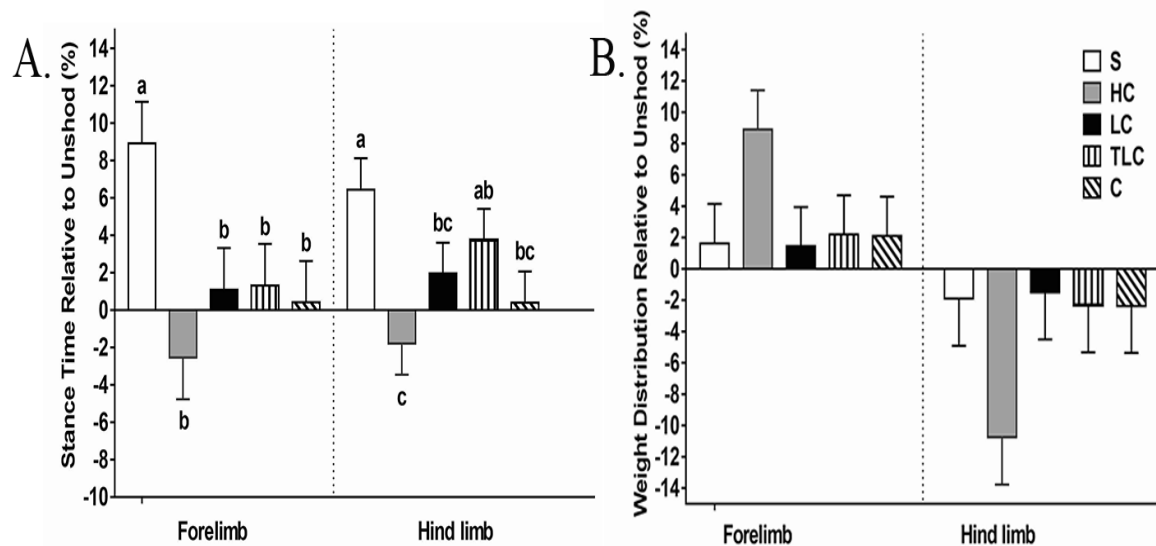 A.
Stance Time Relative to Unshod (%)
14
12
10
8
6
4
2
0
-2
-4
-6
-8
-10
a
b
b
b
b
a
c
bc
ab
bc
Forelimb
Hind limb
B.
Weight Distribution Relative to Unshod (%)
14
12
10
8
6
4
2
0
-2
-4
-6
-8
-10
-12
-14
S
HC
LC
TLC
C
Forelimb
Hind limb